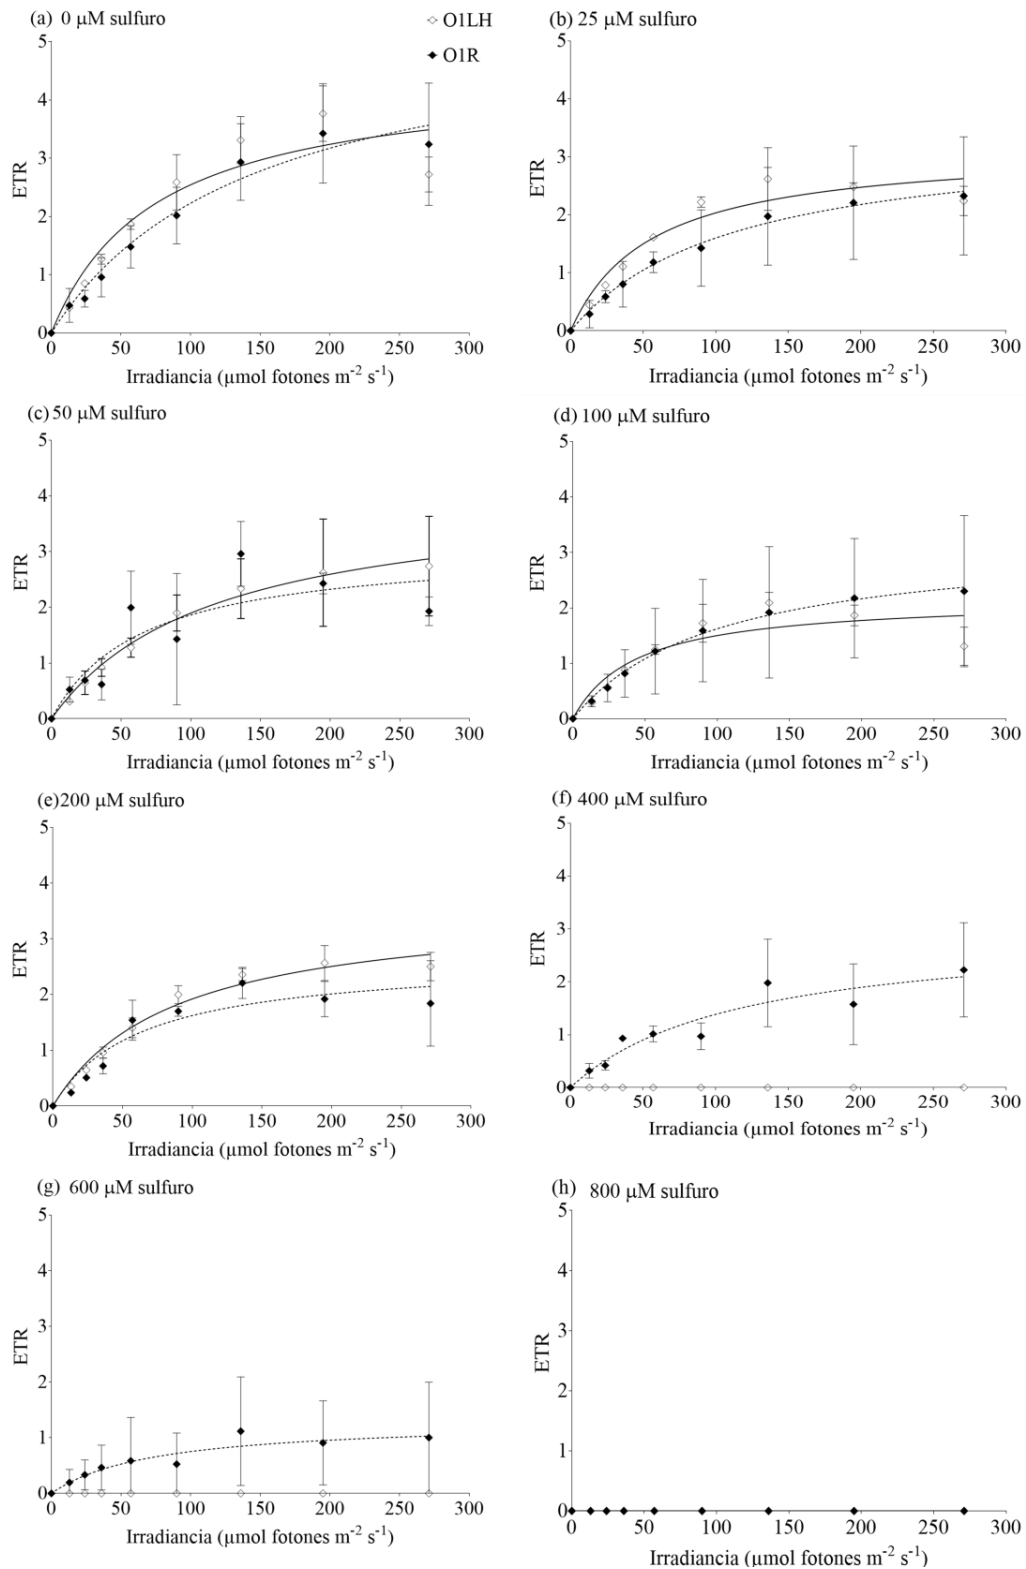 (a) 0 µM sulfuro
◇ O1LH
◆ O1R
5
4
3
2
1
0
ETR
0 50 100 150 200 250 300
Irradiancia (µmol fotones m⁻² s⁻¹)
(b) 25 µM sulfuro
5
4
3
2
1
0
ETR
0 50 100 150 200 250 300
Irradiancia (µmol fotones m⁻² s⁻¹)
(c) 50 µM sulfuro
5
4
3
2
1
0
ETR
0 50 100 150 200 250 300
Irradiancia (µmol fotones m⁻² s⁻¹)
(d) 100 µM sulfuro
5
4
3
2
1
0
ETR
0 50 100 150 200 250 300
Irradiancia (µmol fotones m⁻² s⁻¹)
(e) 200 µM sulfuro
5
4
3
2
1
0
ETR
0 50 100 150 200 250 300
Irradiancia (µmol fotones m⁻² s⁻¹)
(f) 400 µM sulfuro
5
4
3
2
1
0
ETR
0 50 100 150 200 250 300
Irradiancia (µmol fotones m⁻² s⁻¹)
(g) 600 µM sulfuro
5
4
3
2
1
0
ETR
0 50 100 150 200 250 300
Irradiancia (µmol fotones m⁻² s⁻¹)
(h) 800 µM sulfuro
5
4
3
2
1
0
ETR
0 50 100 150 200 250 300
Irradiancia (µmol fotones m⁻² s⁻¹)